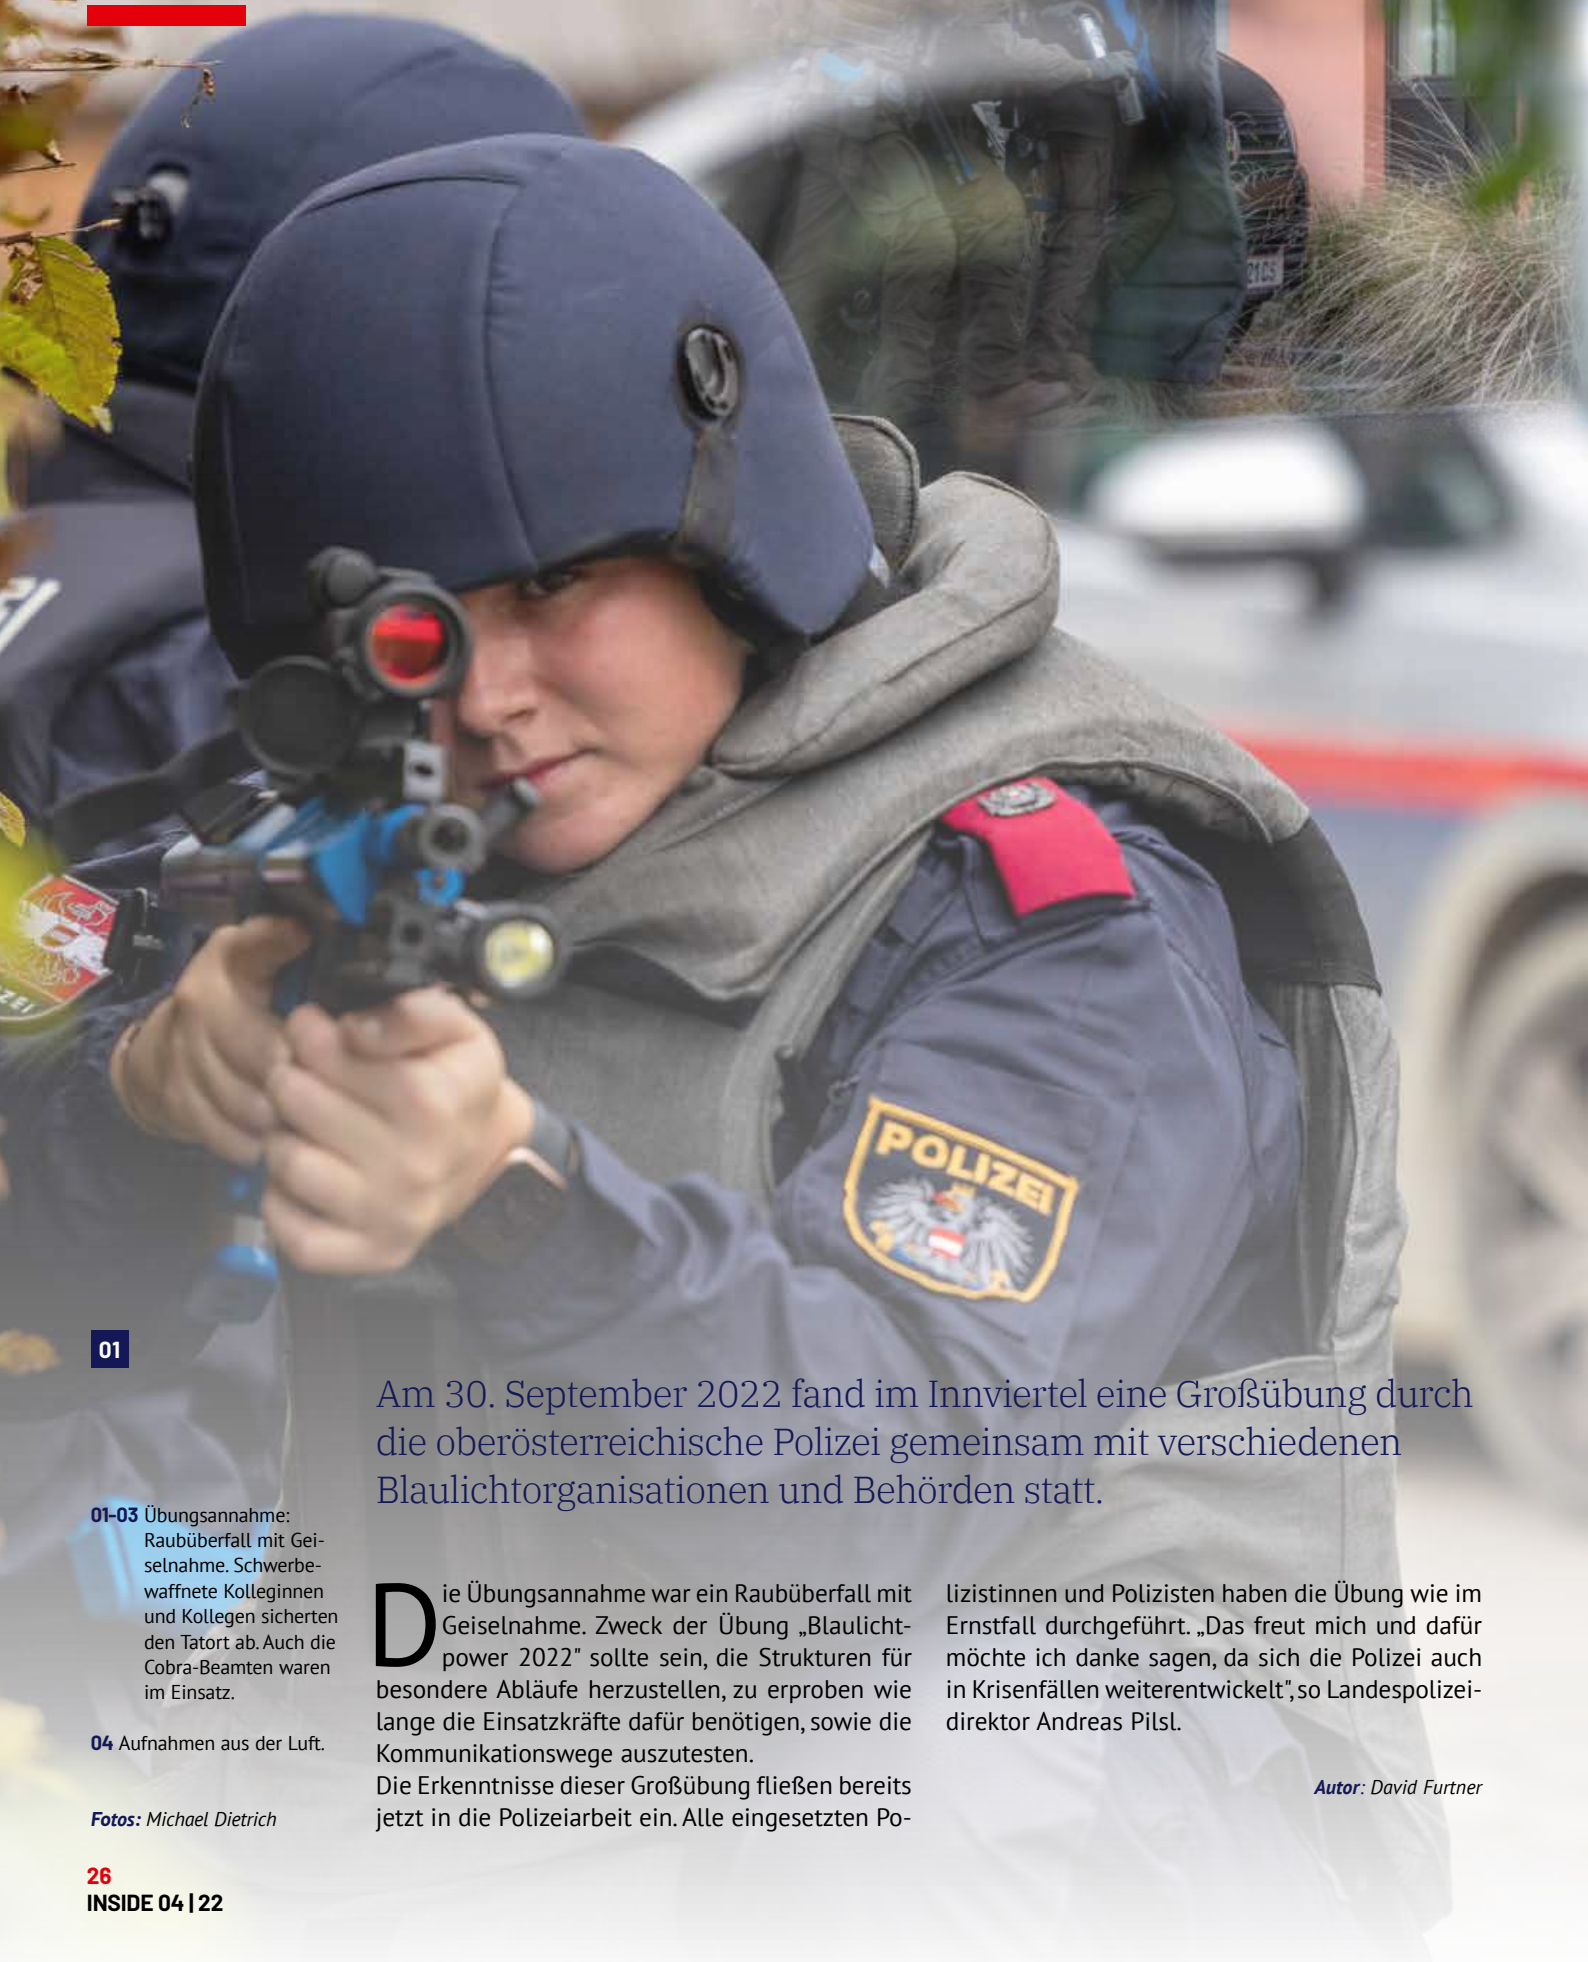 2105
POLIZEI
01
Am 30. September 2022 fand im Innviertel eine Großübung durch
die oberösterreichische Polizei gemeinsam mit verschiedenen
Blaulichtorganisationen und Behörden statt.
01-03 Übungsannahme:
Raubüberfall mit Gei-
selnahme. Schwerbe-
waffnete Kolleginnen
und Kollegen sicherten
den Tatort ab. Auch die
Cobra-Beamten waren
im Einsatz.
04 Aufnahmen aus der Luft.
Fotos: Michael Dietrich
Die Übungsannahme war ein Raubüberfall mit
Geiselnahme. Zweck der Übung „Blaulicht-
power 2022" sollte sein, die Strukturen für
besondere Abläufe herzustellen, zu erproben wie
lange die Einsatzkräfte dafür benötigen, sowie die
Kommunikationswege auszutesten.
Die Erkenntnisse dieser Großübung fließen bereits
jetzt in die Polizeiarbeit ein. Alle eingesetzten Po-
lizistinnen und Polizisten haben die Übung wie im
Ernstfall durchgeführt. „Das freut mich und dafür
möchte ich danke sagen, da sich die Polizei auch
in Krisenfällen weiterentwickelt", so Landespolizei-
direktor Andreas Pilsl.
Autor: David Furtner
26
INSIDE 04 | 22